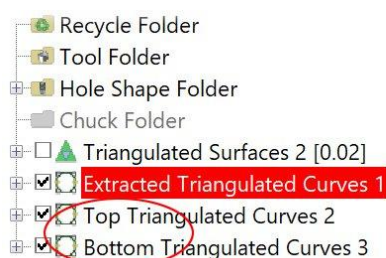 Recycle Folder
Tool Folder
Hole Shape Folder
Chuck Folder
Triangulated Surfaces 2 [0.02]
Extracted Triangulated Curves 1
Top Triangulated Curves 2
Bottom Triangulated Curves 3